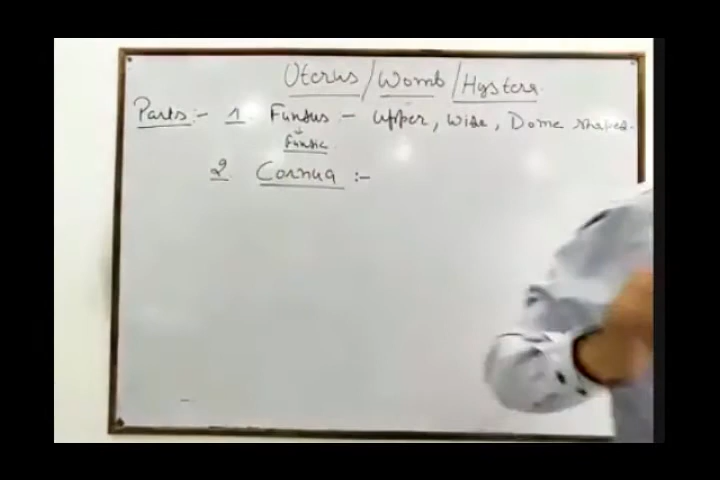 Uterus / Womb / Hystera
Parts :- 1. Fundus :- Upper, Wide, Dome shaped.
Fundic
2. Cornua :-